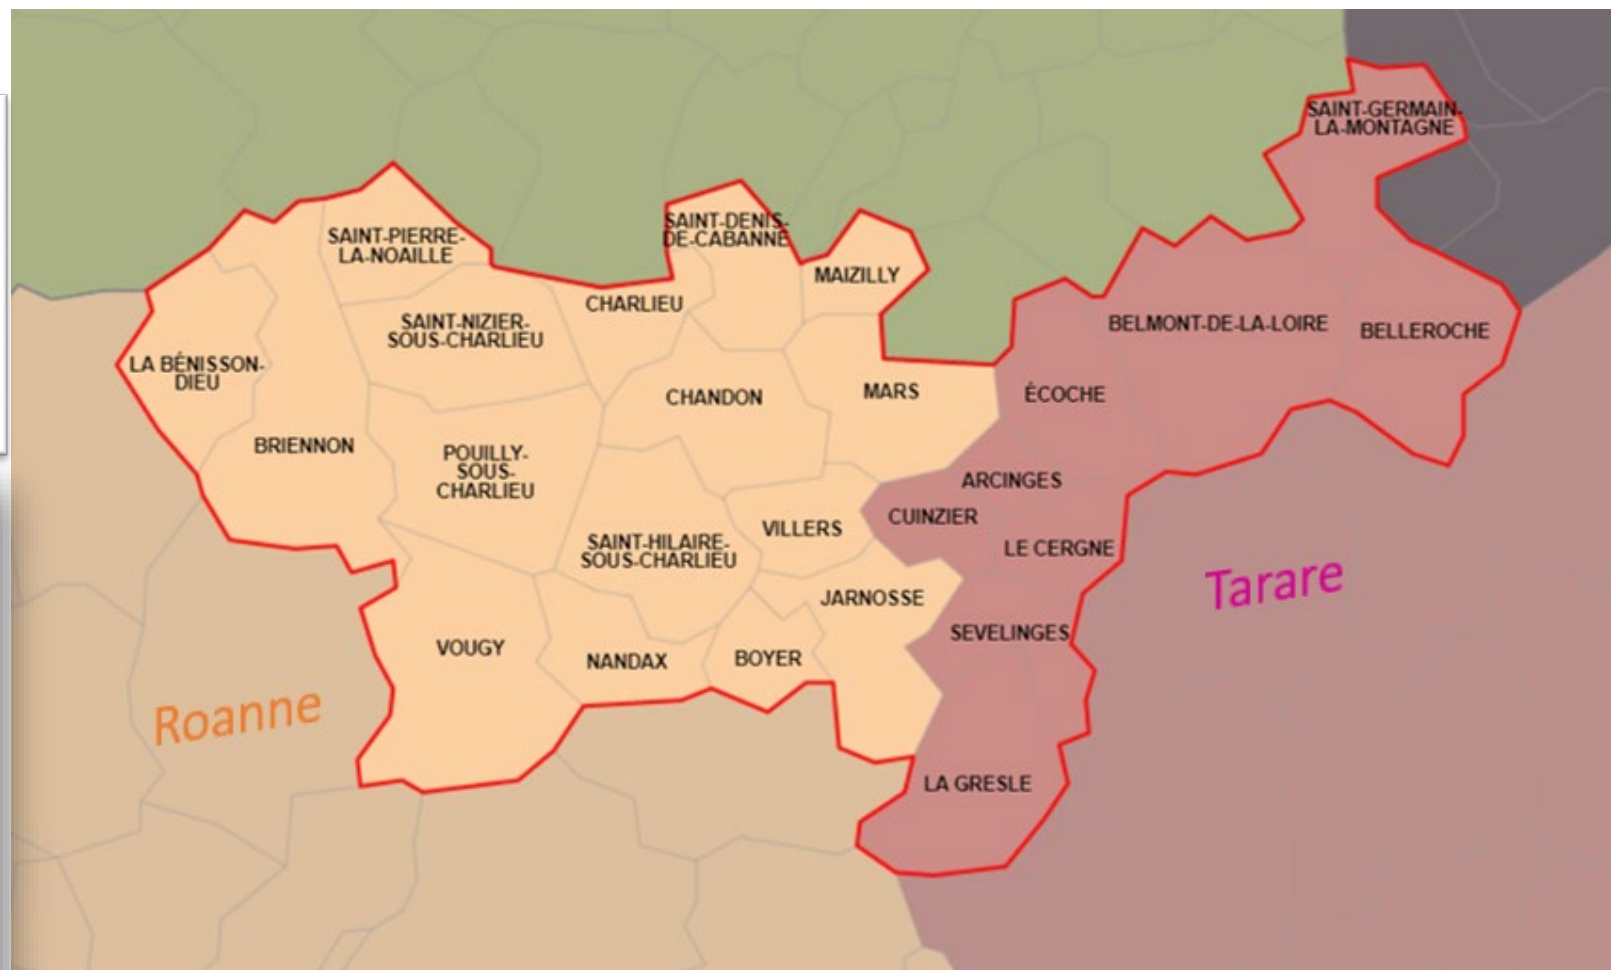 SAINT-GERMAIN-
LA-MONTAGNE
SAINT-DENIS-
DE-CABANNE
SAINT-PIERRE-
LA-NOAILLE
MAIZILLY
CHARLIEU
SAINT-NIZIER-
SOUS-CHARLIEU
BELMONT-DE-LA-LOIRE
BELLEROCHE
LA BÉNISSON-
DIEU
CHANDON
MARS
ÉCOCHE
BRIENNON
POUILLY-
SOUS-
CHARLIEU
ARCINGES
CUINZIER
VILLERS
SAINT-HILAIRE-
SOUS-CHARLIEU
LE CERGNE
Tarare
JARNOSSE
SEVELINGES
VOUGY
NANDAX
BOYER
Roanne
LA GRESLE